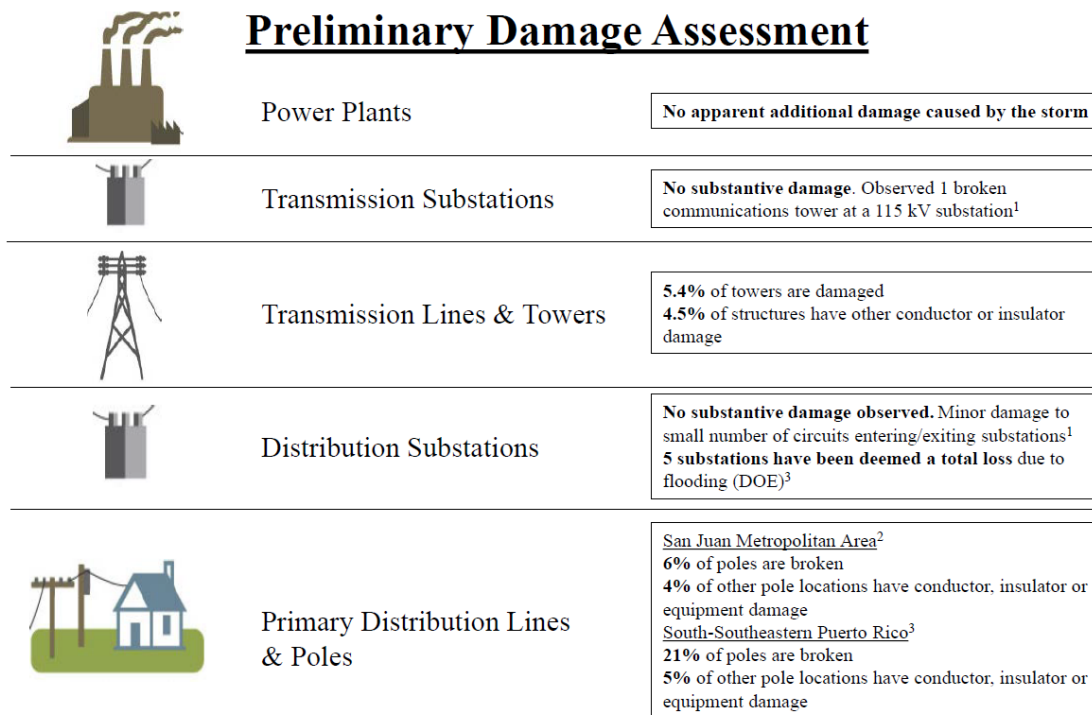 Preliminary Damage Assessment
Power Plants
No apparent additional damage caused by the storm
Transmission Substations
No substantive damage. Observed 1 broken
communications tower at a 115 kV substation1
Transmission Lines & Towers
5.4% of towers are damaged
4.5% of structures have other conductor or insulator
damage
Distribution Substations
No substantive damage observed. Minor damage to
small number of circuits entering/exiting substations1
5 substations have been deemed a total loss due to
flooding (DOE)3
Primary Distribution Lines
& Poles
San Juan Metropolitan Area2
6% of poles are broken
4% of other pole locations have conductor, insulator or
equipment damage
South-Southeastern Puerto Rico3
21% of poles are broken
5% of other pole locations have conductor, insulator or
equipment damage